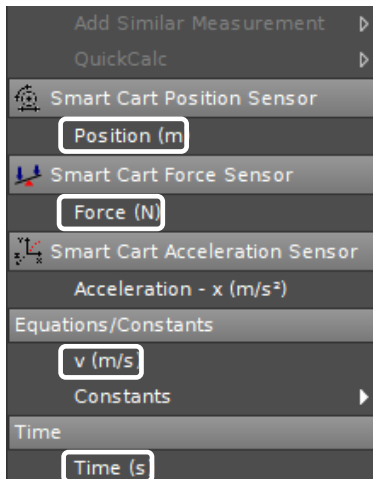 Add Similar Measurement
QuickCalc
Smart Cart Position Sensor
Position (m)
Smart Cart Force Sensor
Force (N)
Smart Cart Acceleration Sensor
Acceleration - x (m/s²)
Equations/Constants
v (m/s)
Constants
Time
Time (s)